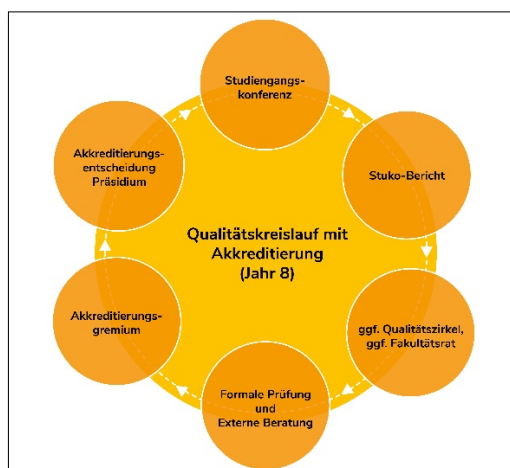 Studiengangs-
konferenz
Stuko-Bericht
ggf. Qualitätszirkel,
ggf. Fakultätsrat
Formale Prüfung
und
Externe Beratung
Akkreditierungs-
gremium
Akkreditierungs-
entscheidung
Präsidium
Qualitätskreislauf mit
Akkreditierung
(Jahr 8)